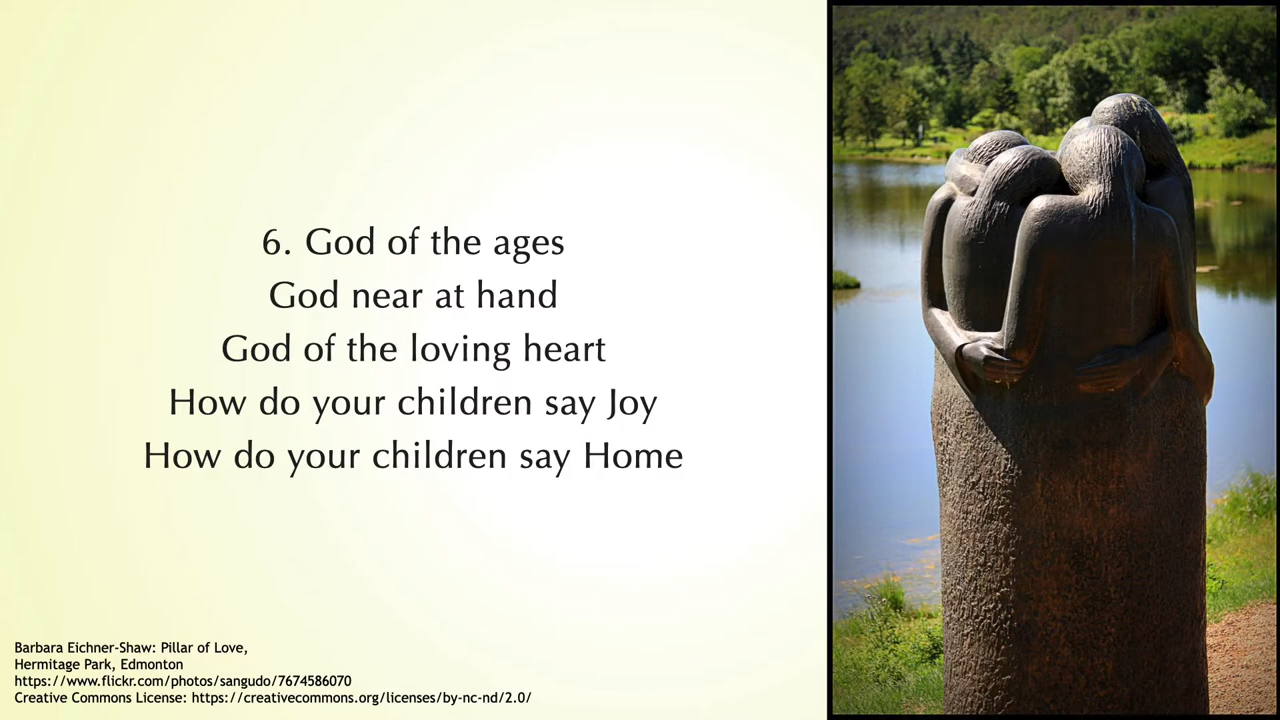 6. God of the ages
God near at hand
God of the loving heart
How do your children say Joy
How do your children say Home
Barbara Eichner-Shaw: Pillar of Love,
Hermitage Park, Edmonton
https://www.flickr.com/photos/sangudo/7674586070
Creative Commons License: https://creativecommons.org/licenses/by-nc-nd/2.0/